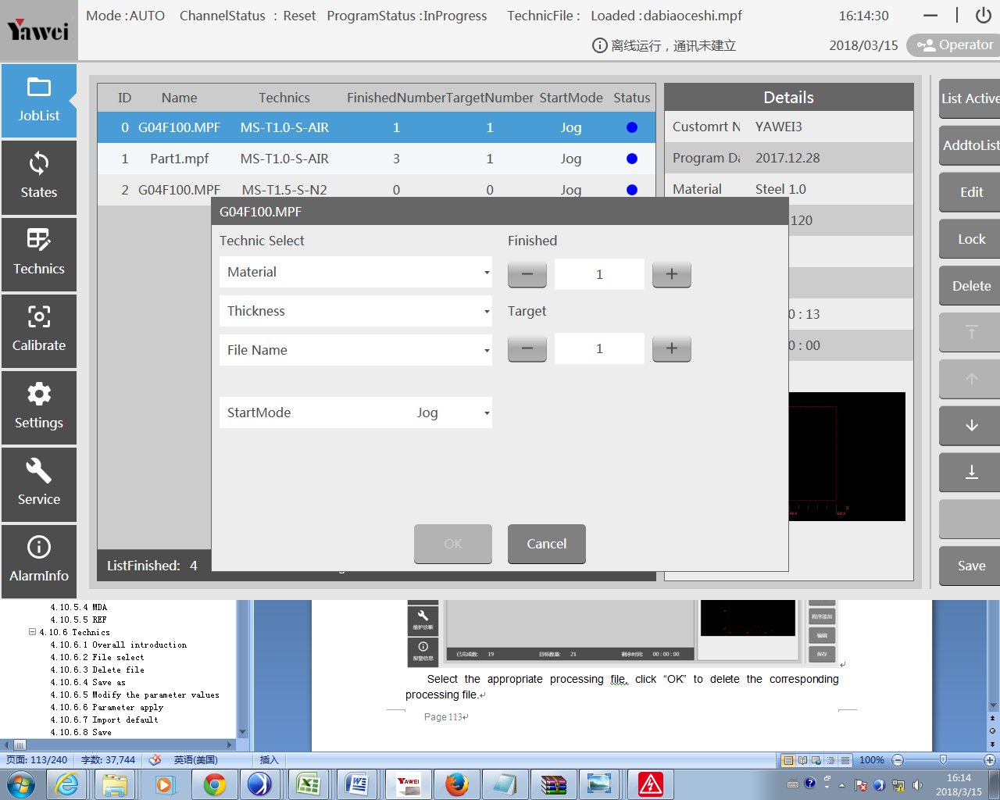 Yawei
Mode : AUTO ChannelStatus : Reset ProgramStatus : InProgress TechnicFile : Loaded : dabiaoceshi.mpf 16:14:30
离线运行，通讯未建立 2018/03/15 Operator
JobList
States
Technics
Calibrate
Settings
Service
AlarmInfo
ID Name Technics FinishedNumber TargetNumber StartMode Status
0 G04F100.MPF MS-T1.0-S-AIR 1 1 Jog
1 Part1.mpf MS-T1.0-S-AIR 3 1 Jog
2 G04F100.MPF MS-T1.5-S-N2 0 0 Jog
ListFinished: 4
G04F100.MPF
Technic Select
Material
Thickness
File Name
StartMode Jog
Finished
1
Target
1
OK Cancel
Details
Customrt N YAWEI3
Program Da 2017.12.28
Material Steel 1.0
120
0 : 13
0 : 00
X
List Active
AddtoList
Edit
Lock
Delete
Save
4.10.5.4 MDA
4.10.5.5 REF
4.10.6 Technics
4.10.6.1 Overall introduction
4.10.6.2 File select
4.10.6.3 Delete file
4.10.6.4 Save as
4.10.6.5 Modify the parameter values
4.10.6.6 Parameter apply
4.10.6.7 Import default
4.10.6.8 Save
维护诊断
报警信息
已完成数: 19 目标数量: 21 剩余时间: 00 : 00 : 00
程序添加
编辑
保存
Select the appropriate processing file, click “OK” to delete the corresponding
processing file.
Page 113
页面: 113/240 字数: 37,744 英语(美国) 插入 100%
YAWEI
16:14
2018/3/15